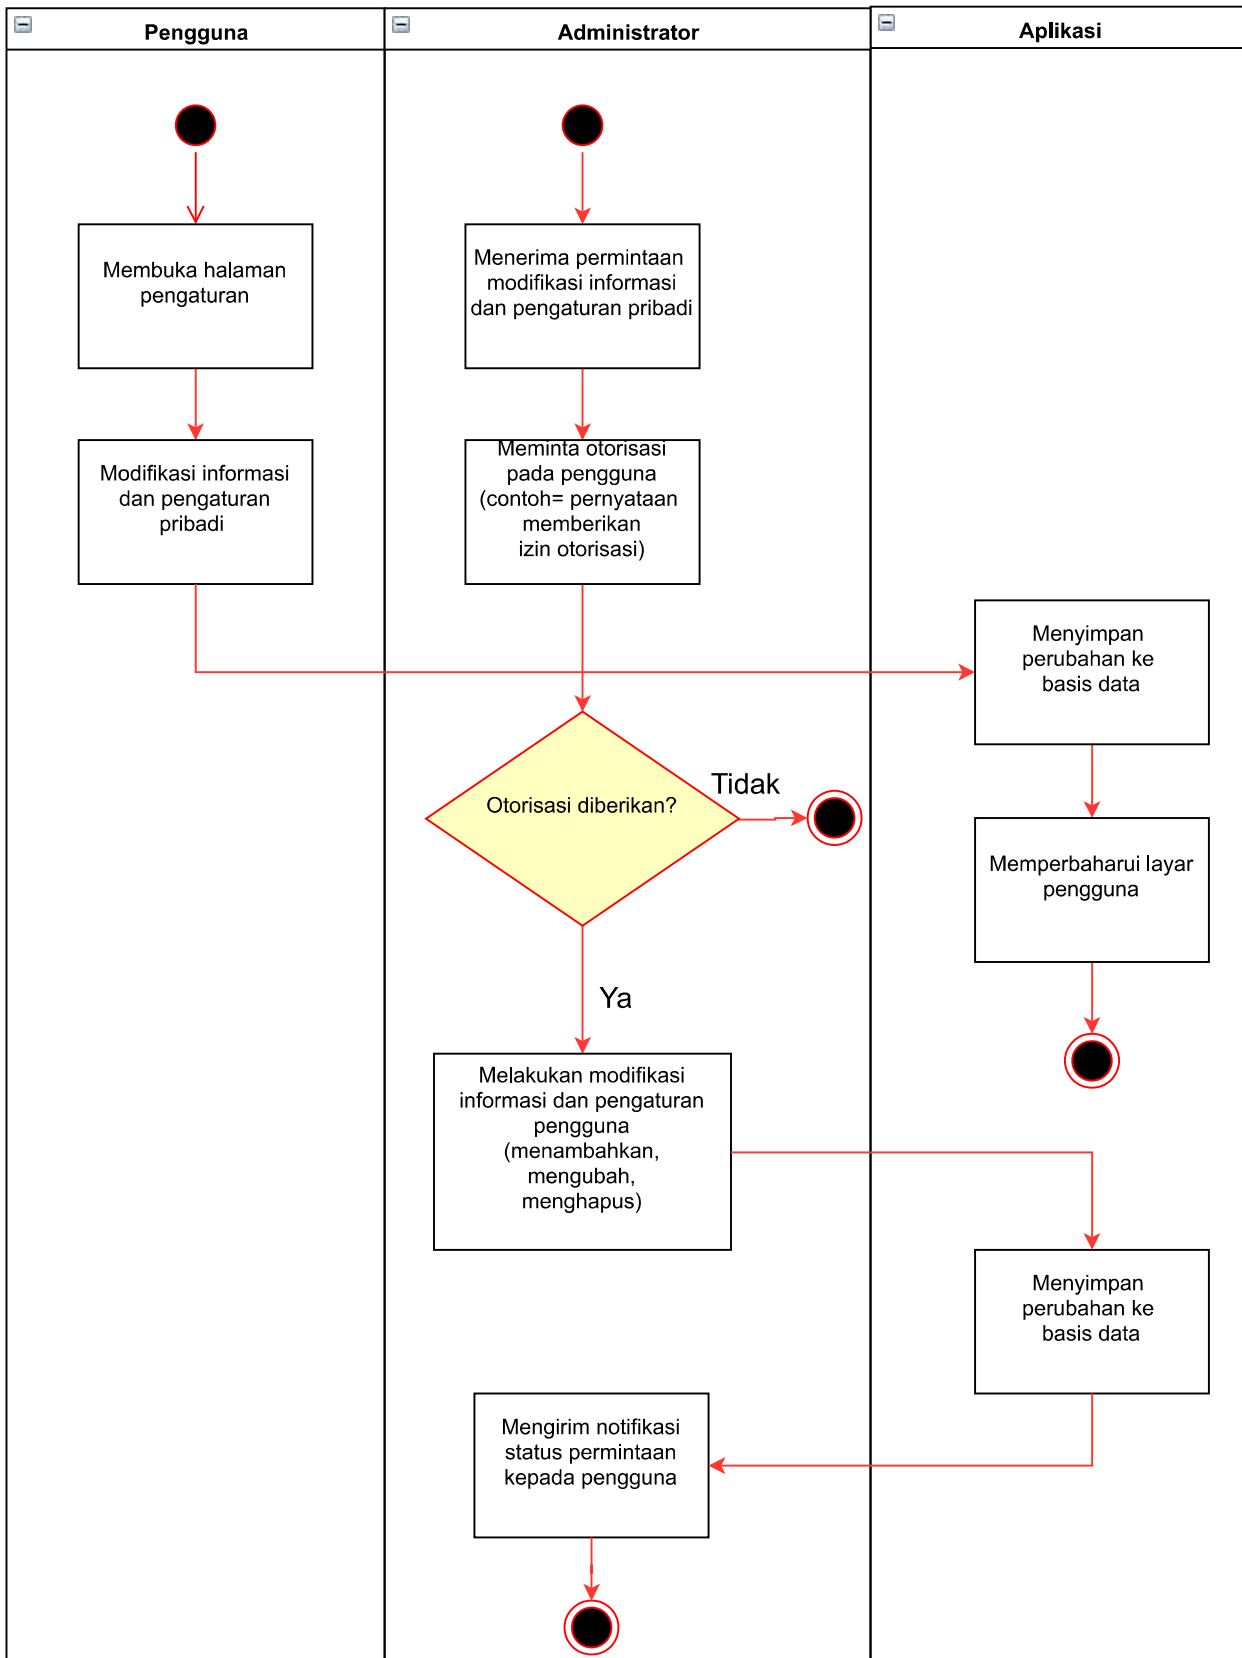 Pengguna
Administrator
Aplikasi
Membuka halaman
pengaturan
Menerima permintaan
modifikasi informasi
dan pengaturan pribadi
Modifikasi informasi
dan pengaturan
pribadi
Meminta otorisasi
pada pengguna
(contoh= pernyataan
memberikan
izin otorisasi)
Menyimpan
perubahan ke
basis data
Otorisasi diberikan?
Tidak
Memperbaharui layar
pengguna
Ya
Melakukan modifikasi
informasi dan pengaturan
pengguna
(menambahkan,
mengubah,
menghapus)
Menyimpan
perubahan ke
basis data
Mengirim notifikasi
status permintaan
kepada pengguna